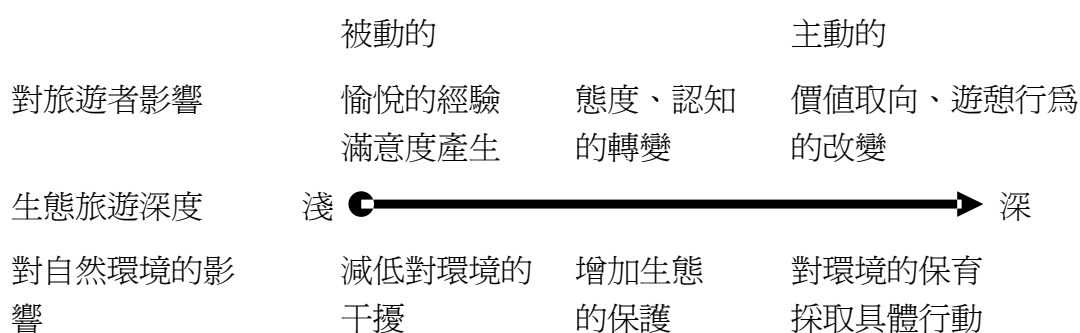 被動的 主動的
對旅遊者影響 愉悅的經驗 態度、認知 價值取向、遊憩行為
滿意度產生 的轉變 的改變
生態旅遊深度 淺 深
對自然環境的影 減低對環境的 增加生態 對環境的保育
響 干擾 的保護 採取具體行動